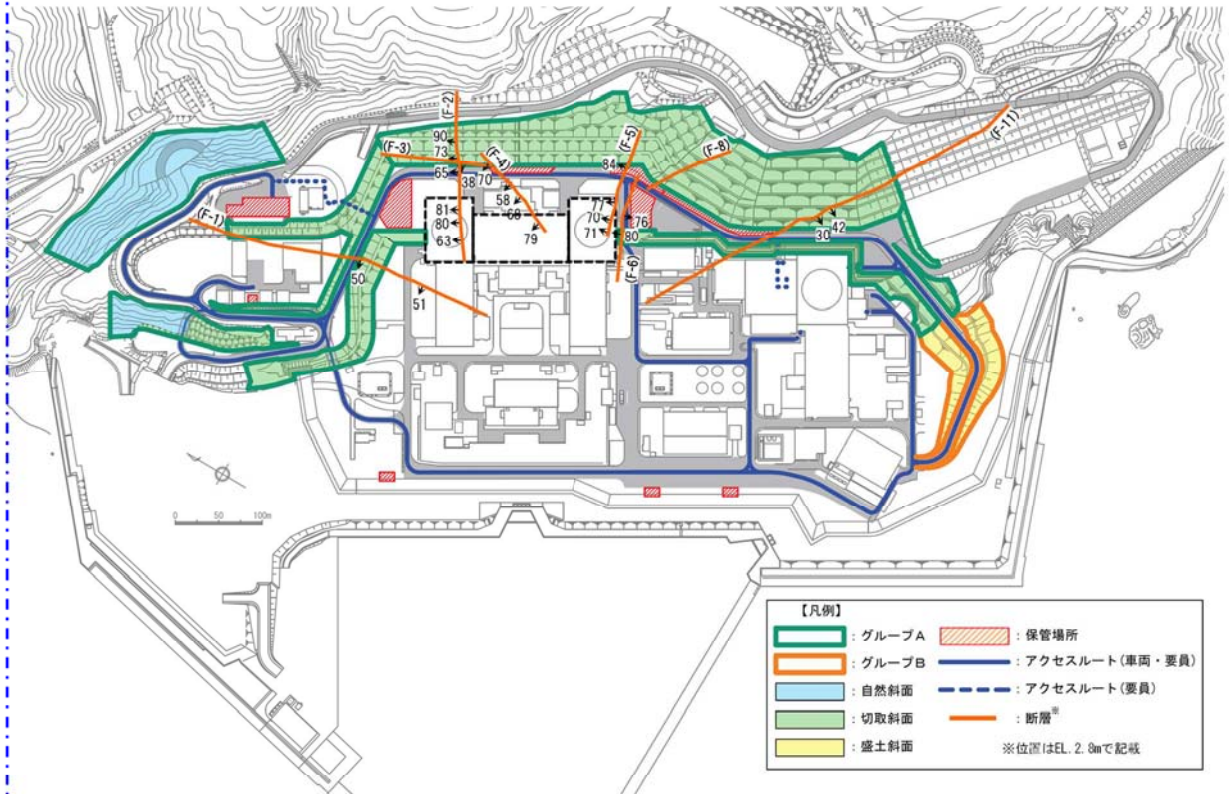 (F-2)
(F-11)
(F-5)
90
(F-3)
73
(F-4)
(F-8)
84
65
38
70
58
68
(F-1)
81
80
63
79
77
70
71
76
80
42
30
(F-6)
50
51
0 50 100m
【凡例】
:グループA
:保管場所
:グループB
:アクセスルート(車両・要員)
:自然斜面
:アクセスルート(要員)
:切取斜面
:断層※
:盛土斜面
※位置はEL.2.8mで記載